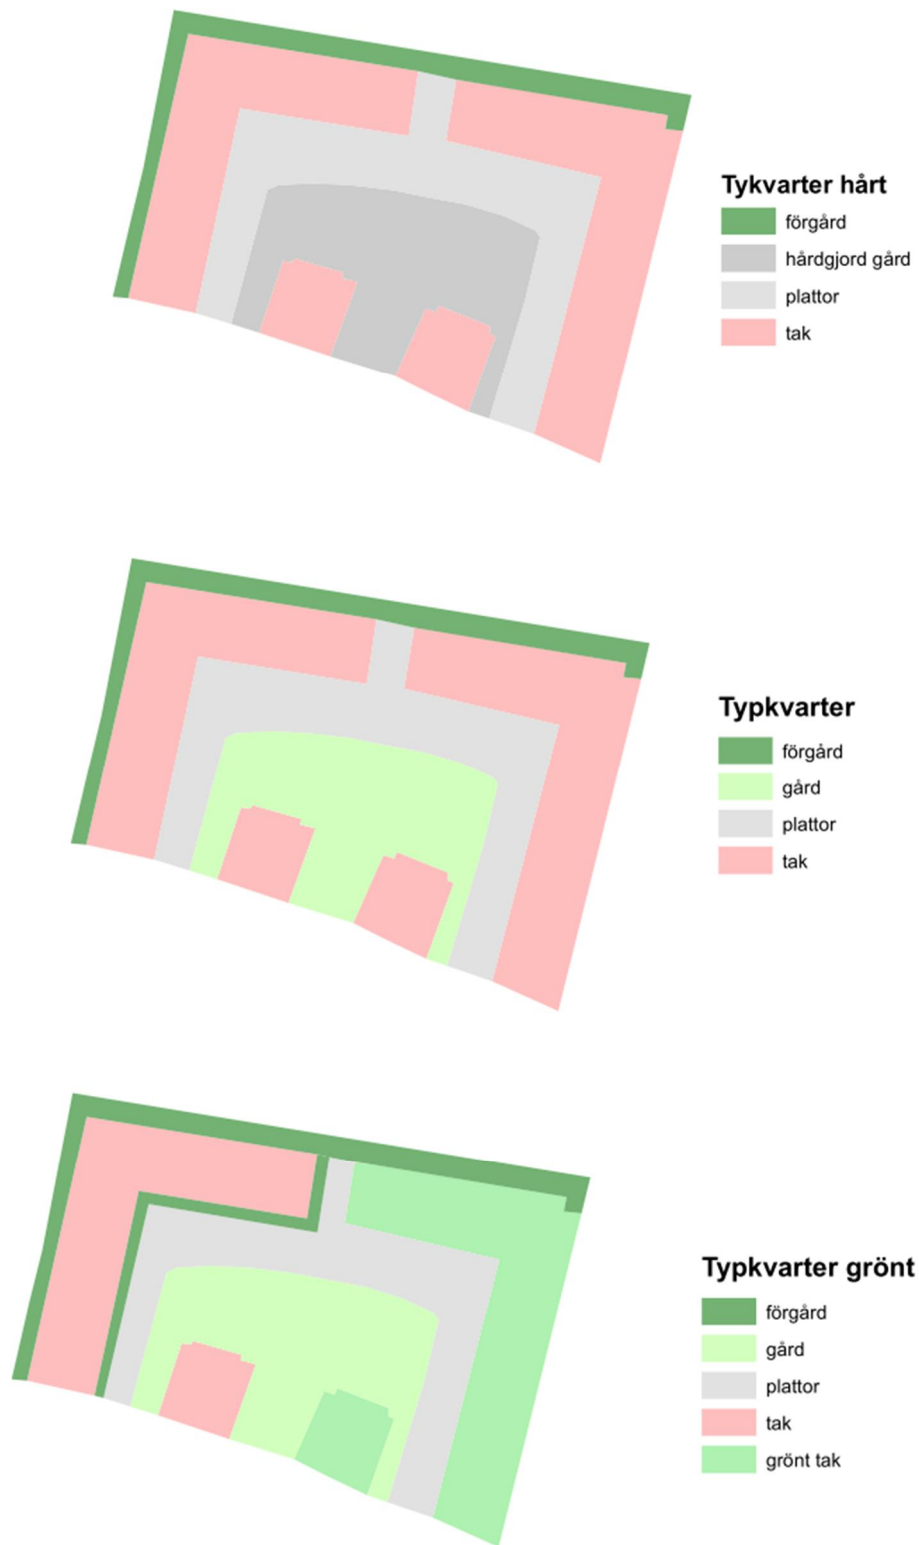 Tykvarter hårt
förgård
hårdgjord gård
plattor
tak
Typkvarter
förgård
gård
plattor
tak
Typkvarter grönt
förgård
gård
plattor
tak
grönt tak